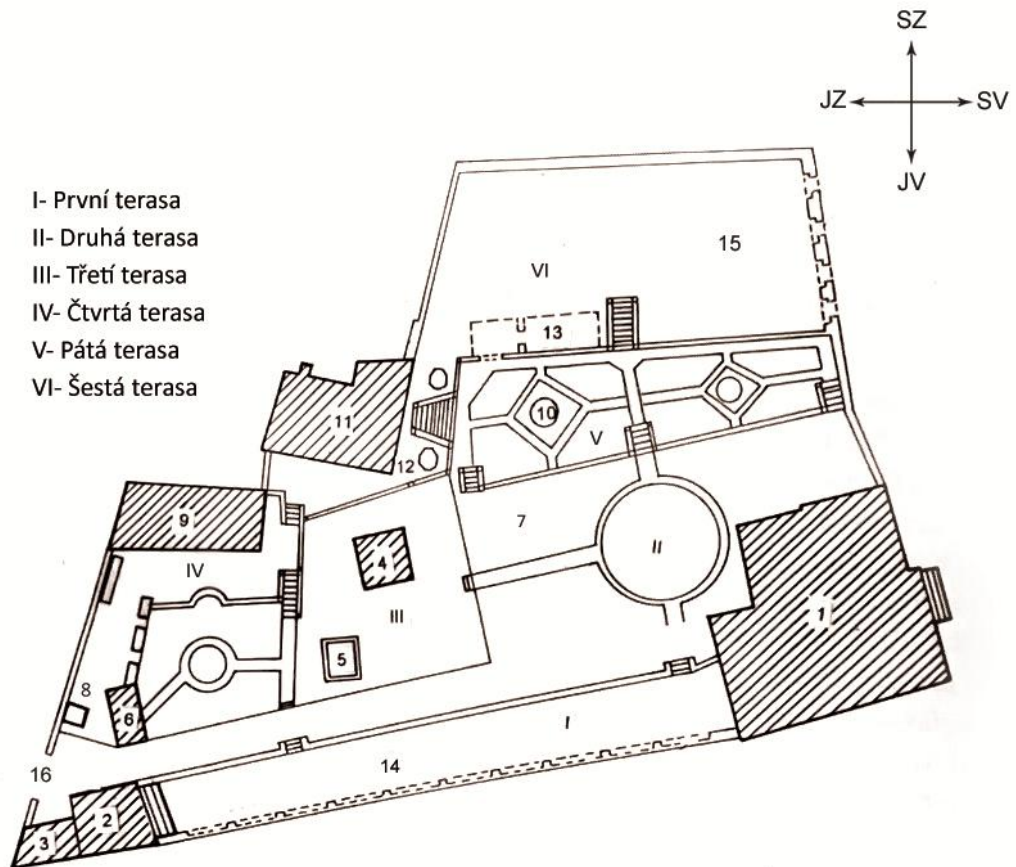 SZ
JZ SV
JV
I- První terasa
II- Druhá terasa
III- Třetí terasa
IV- Čtvrtá terasa
V- Pátá terasa
VI- Šestá terasa
15
VI
13
11
10
V
12
9
7
II
4
IV
III
1
5
8
6
I
16
14
2
3